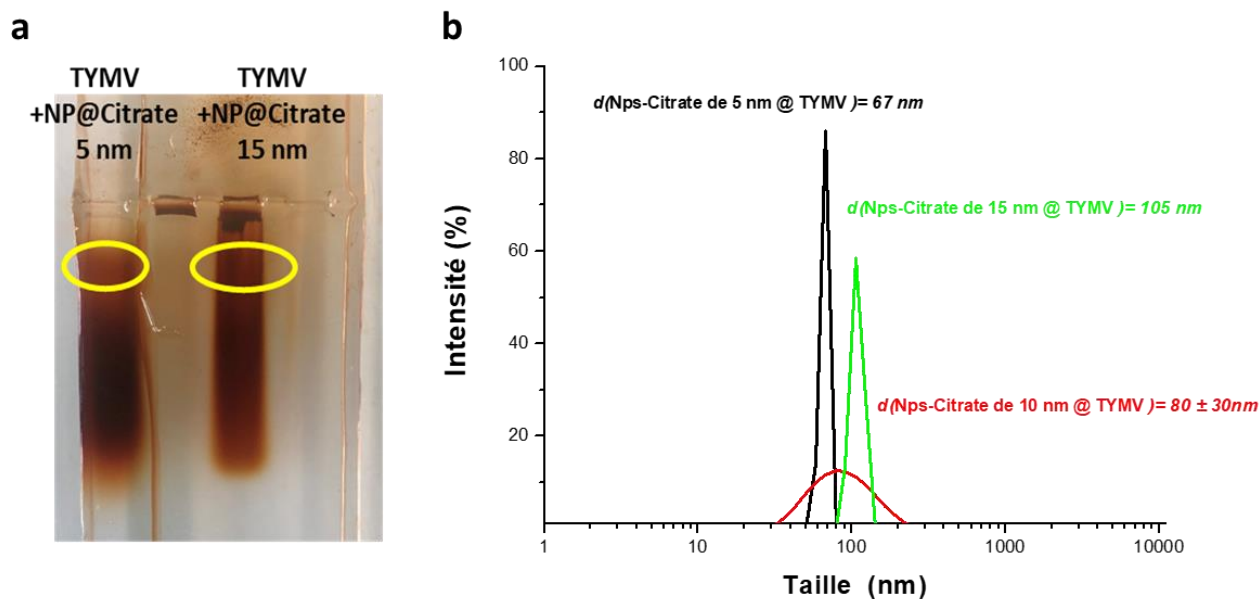 a
TYMV
+NP@Citrate
5 nm
TYMV
+NP@Citrate
15 nm
b
100
80
60
40
20
Intensité (%)
d(Nps-Citrate de 5 nm @ TYMV )= 67 nm
d(Nps-Citrate de 15 nm @ TYMV )= 105 nm
d(Nps-Citrate de 10 nm @ TYMV )= 80 ± 30nm
1
10
100
1000
10000
Taille (nm)